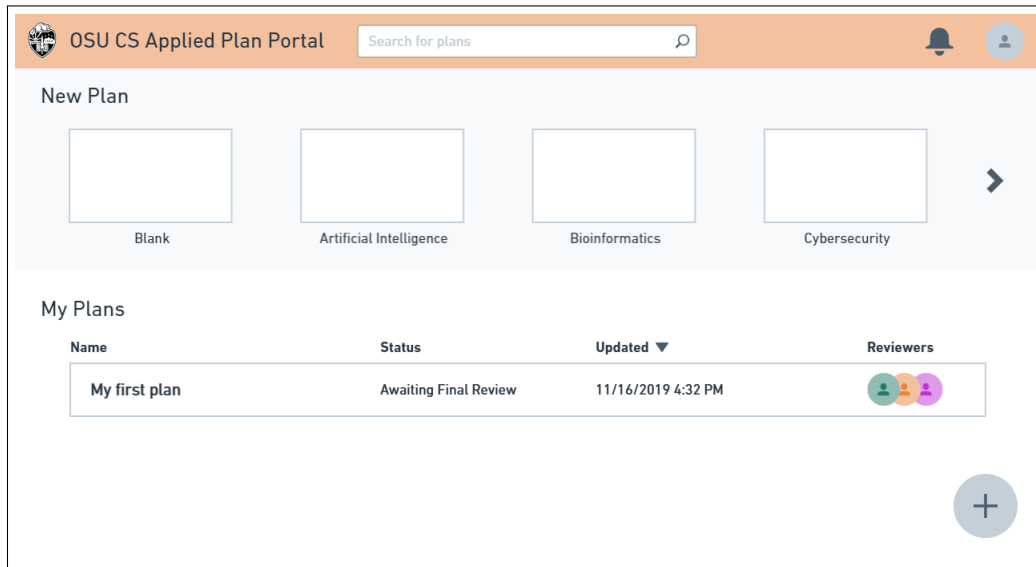 OSU CS Applied Plan Portal Search for plans
New Plan
Blank Artificial Intelligence Bioinformatics Cybersecurity
My Plans
Name Status Updated Reviewers
My first plan Awaiting Final Review 11/16/2019 4:32 PM